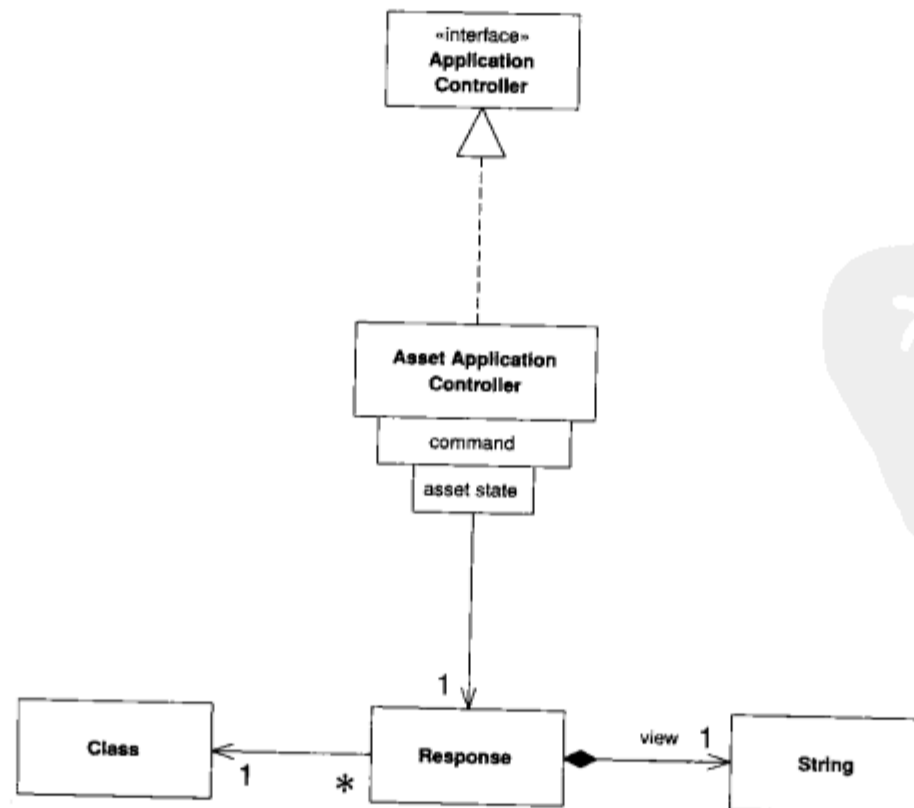 «interface»
Application
Controller
Asset Application
Controller
command
asset state
1
Class
1
*
Response
view
1
String